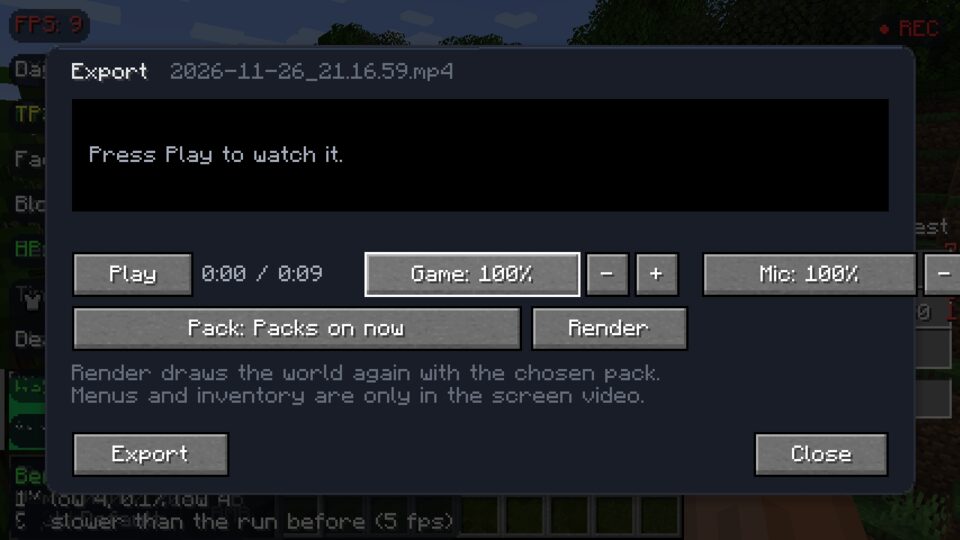 FPS: 9
REC
Export 2026-11-26_21.16.59.mp4
TP
Press Play to watch it.
est
Play 0:00 / 0:09 Game: 100% - + Mic: 100% -
Pack: Packs on now Render
Render draws the world again with the chosen pack.
Menus and inventory are only in the screen video.
Export Close
slower than the run before (5 fps)